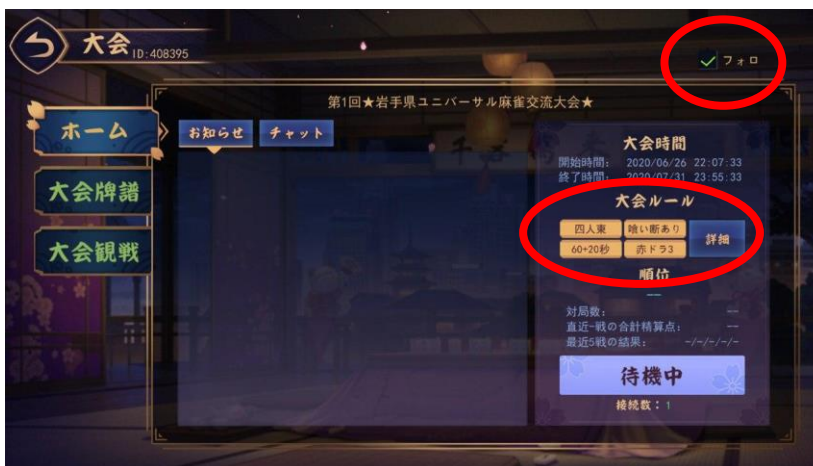 大会 ID:408395
フォロ
第1回★岩手県ユニバーサル麻雀交流大会★
ホーム
大会牌譜
大会観戦
お知らせ チャット
大会時間
開始時間: 2020/06/26 22:07:33
終了時間: 2020/07/31 23:55:33
大会ルール
四人東 喰い断あり
60+20秒 赤ドラ3
詳細
順位
--
対局数: --
直近-戦の合計精算点: --
最近5戦の結果: -/-/-/-/-
待機中
接続数:1